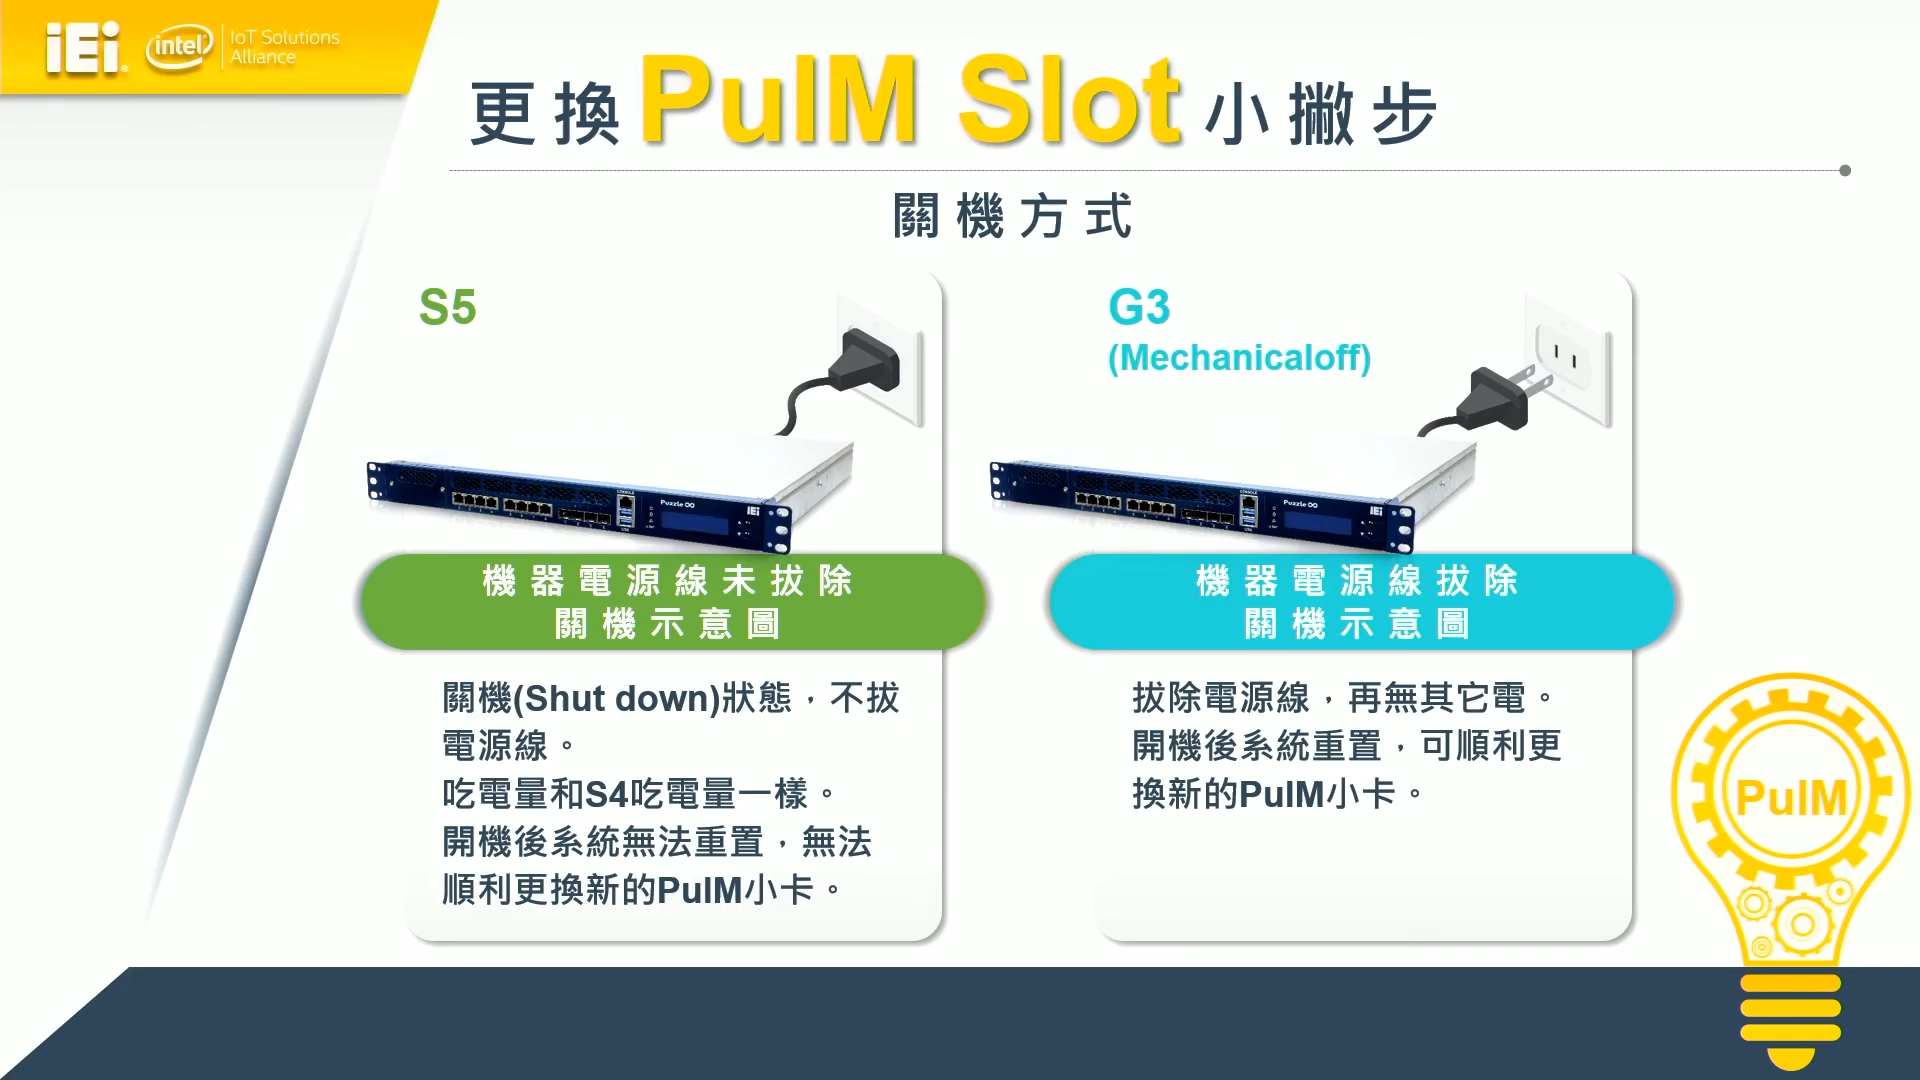 iEi
intel
IoT Solutions
Alliance
更換PuIM Slot小撇步
關機方式
S5
G3
(Mechanicaloff)
CONSOLE
Puzzle
iEi
CONSOLE
Puzzle
iEi
機器電源線未拔除
關機示意圖
機器電源線拔除
關機示意圖
關機(Shut down)狀態，不拔
電源線。
吃電量和S4吃電量一樣。
開機後系統無法重置，無法
順利更換新的PuIM小卡。
拔除電源線，再無其它電。
開機後系統重置，可順利更
換新的PuIM小卡。
PuIM